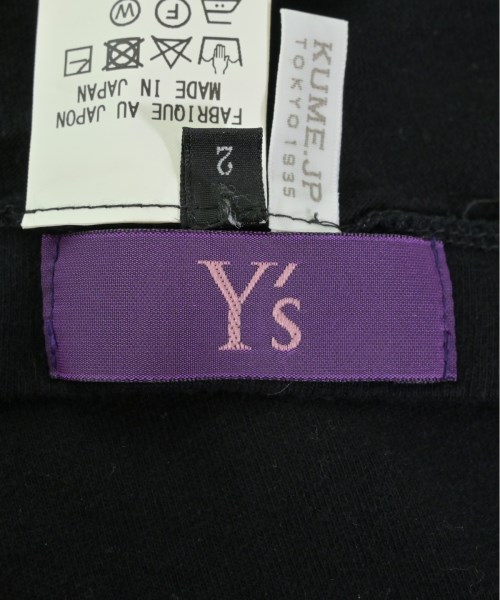 W
F
MADE IN JAPAN
FABRIQUE AU JAPON
KUME.JP
TOKYO 1935
2
Y's